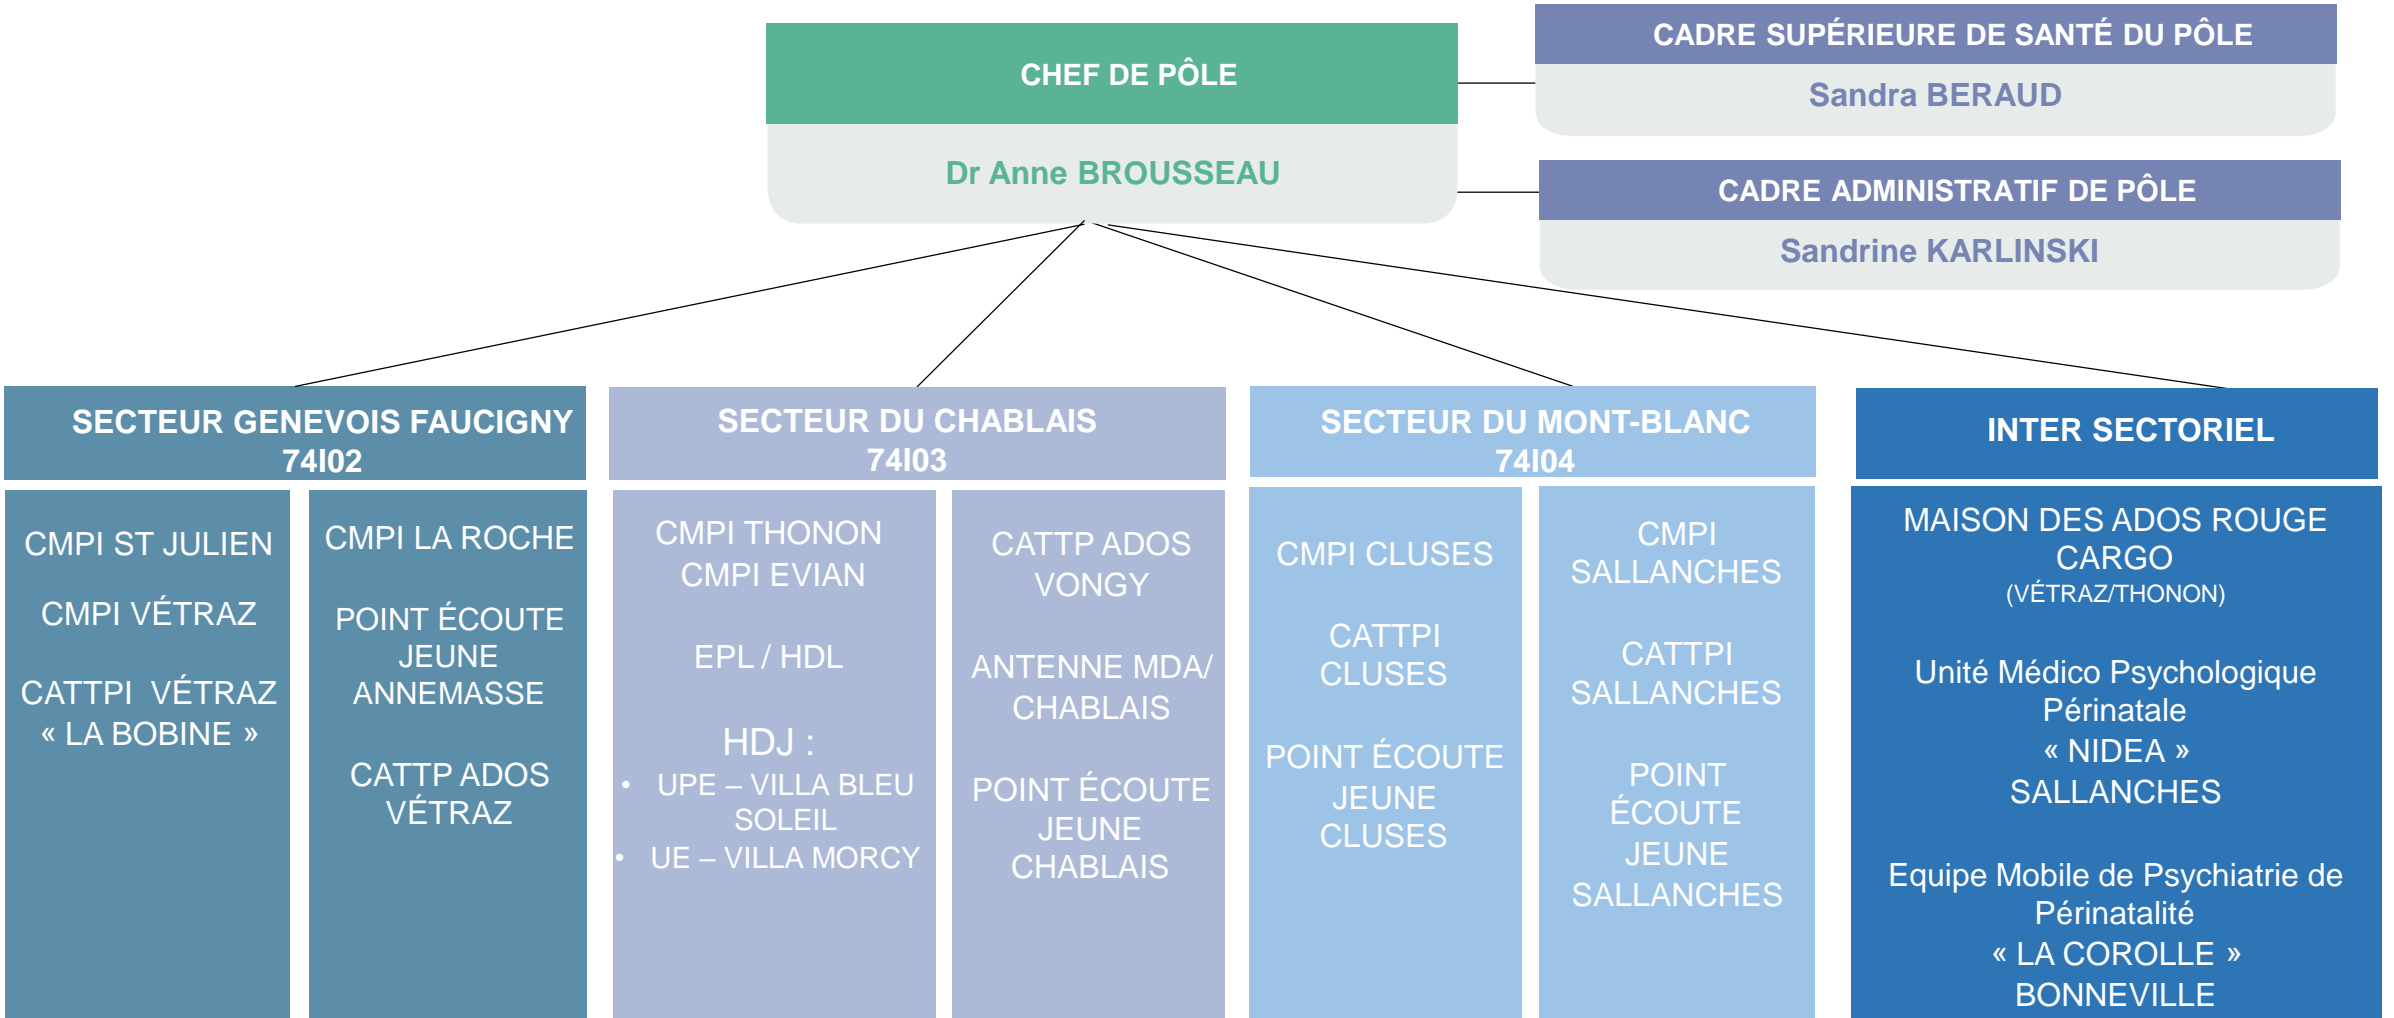 CHEF DE PÔLE
Dr Anne BROUSSEAU
CADRE SUPÉRIEURE DE SANTÉ DU PÔLE
Sandra BERAUD
CADRE ADMINISTRATIF DE PÔLE
Sandrine KARLINSKI
SECTEUR GENEVOIS FAUCIGNY
74I02
CMPI ST JULIEN
CMPI VÉTRAZ
CATTPI VÉTRAZ
« LA BOBINE »
CMPI LA ROCHE
POINT ÉCOUTE
JEUNE
ANNEMASSE
CATTP ADOS
VÉTRAZ
SECTEUR DU CHABLAIS
74I03
CMPI THONON
CMPI EVIAN
EPL / HDL
HDJ :
• UPE – VILLA BLEU
SOLEIL
• UE – VILLA MORCY
CATTP ADOS
VONGY
ANTENNE MDA/
CHABLAIS
POINT ÉCOUTE
JEUNE
CHABLAIS
SECTEUR DU MONT-BLANC
74I04
CMPI CLUSES
CATTPI
CLUSES
POINT ÉCOUTE
JEUNE
CLUSES
CMPI
SALLANCHES
CATTPI
SALLANCHES
POINT
ÉCOUTE
JEUNE
SALLANCHES
INTER SECTORIEL
MAISON DES ADOS ROUGE
CARGO
(VÉTRAZ/THONON)
Unité Médico Psychologique
Périnatale
« NIDEA »
SALLANCHES
Equipe Mobile de Psychiatrie de
Périnatalité
« LA COROLLE »
BONNEVILLE